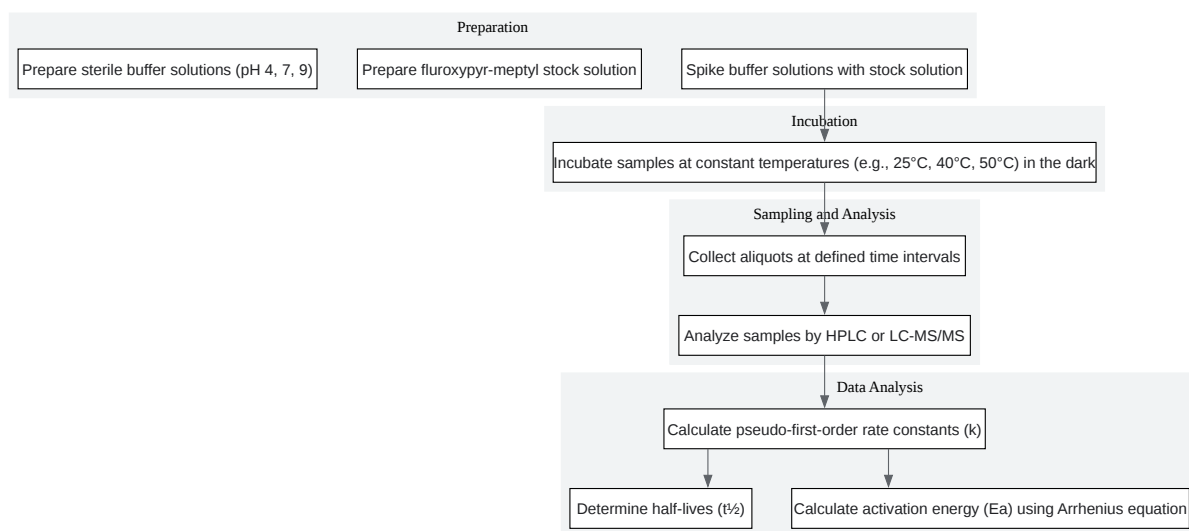 Preparation
Prepare sterile buffer solutions (pH 4, 7, 9)
Prepare fluroxypyr-meptyl stock solution
Spike buffer solutions with stock solution
Incubation
Incubate samples at constant temperatures (e.g., 25°C, 40°C, 50°C) in the dark
Sampling and Analysis
Collect aliquots at defined time intervals
Analyze samples by HPLC or LC-MS/MS
Data Analysis
Calculate pseudo-first-order rate constants (k)
Determine half-lives (t½)
Calculate activation energy (Ea) using Arrhenius equation